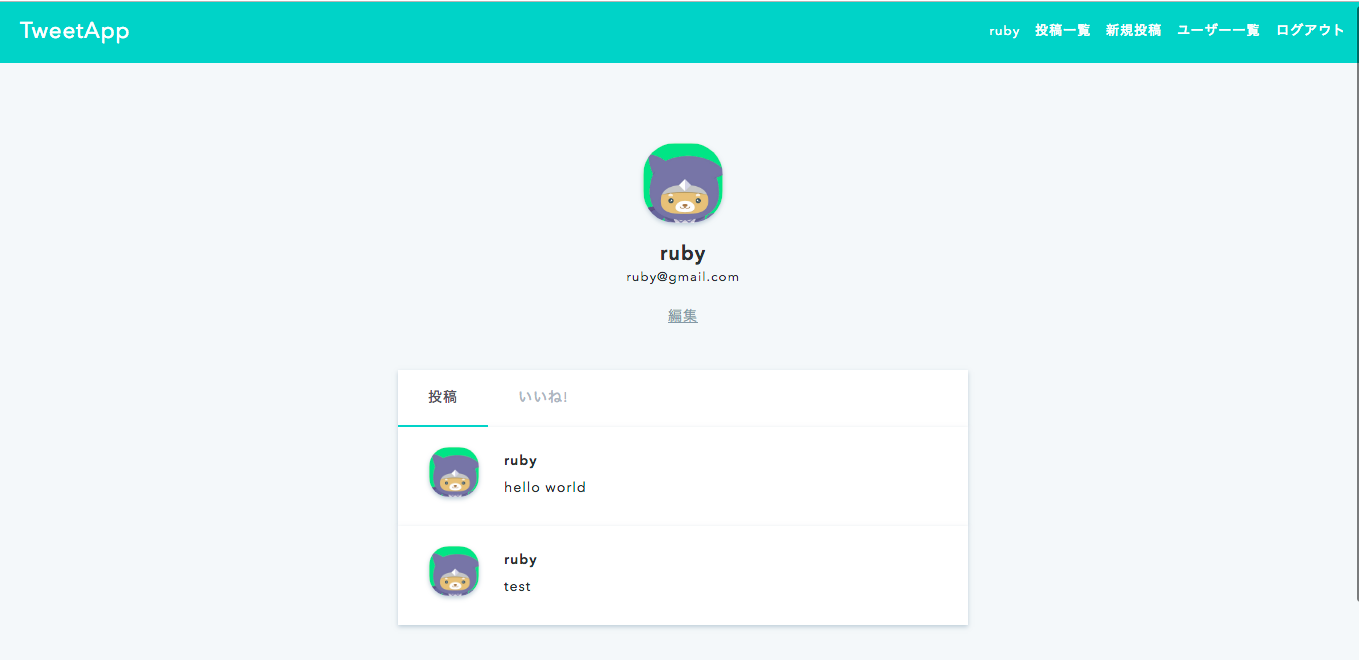 TweetApp
ruby 投稿一覧 新規投稿 ユーザー一覧 ログアウト
ruby
ruby@gmail.com
編集
投稿 いいね!
ruby
hello world
ruby
test